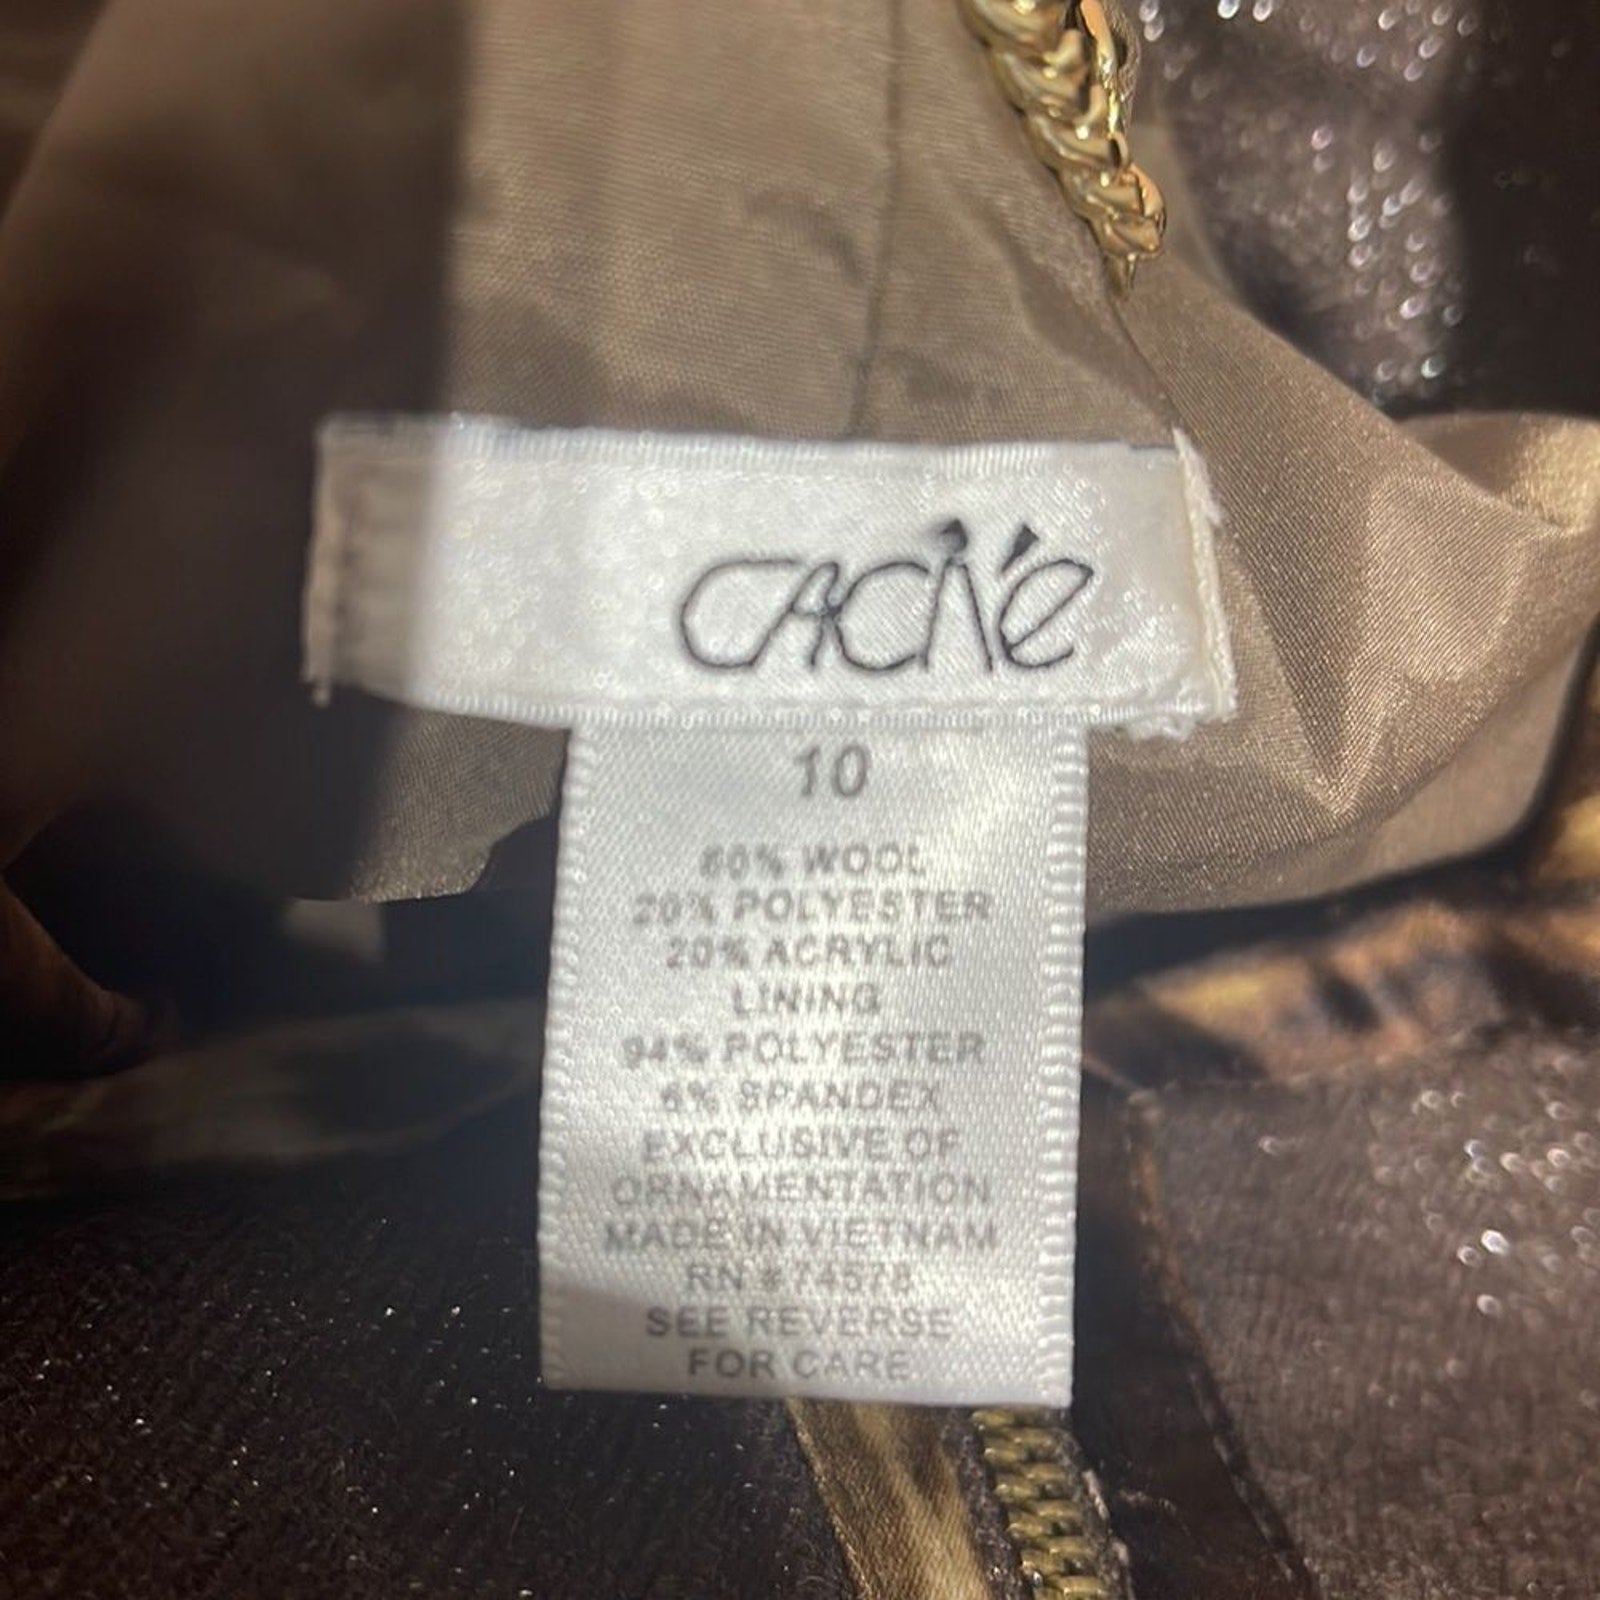 CACHÉ
10
60% WOOL
20% POLYESTER
20% ACRYLIC
LINING
94% POLYESTER
6% SPANDEX
EXCLUSIVE OF
ORNAMENTATION
MADE IN VIETNAM
RN # 74578
SEE REVERSE
FOR CARE